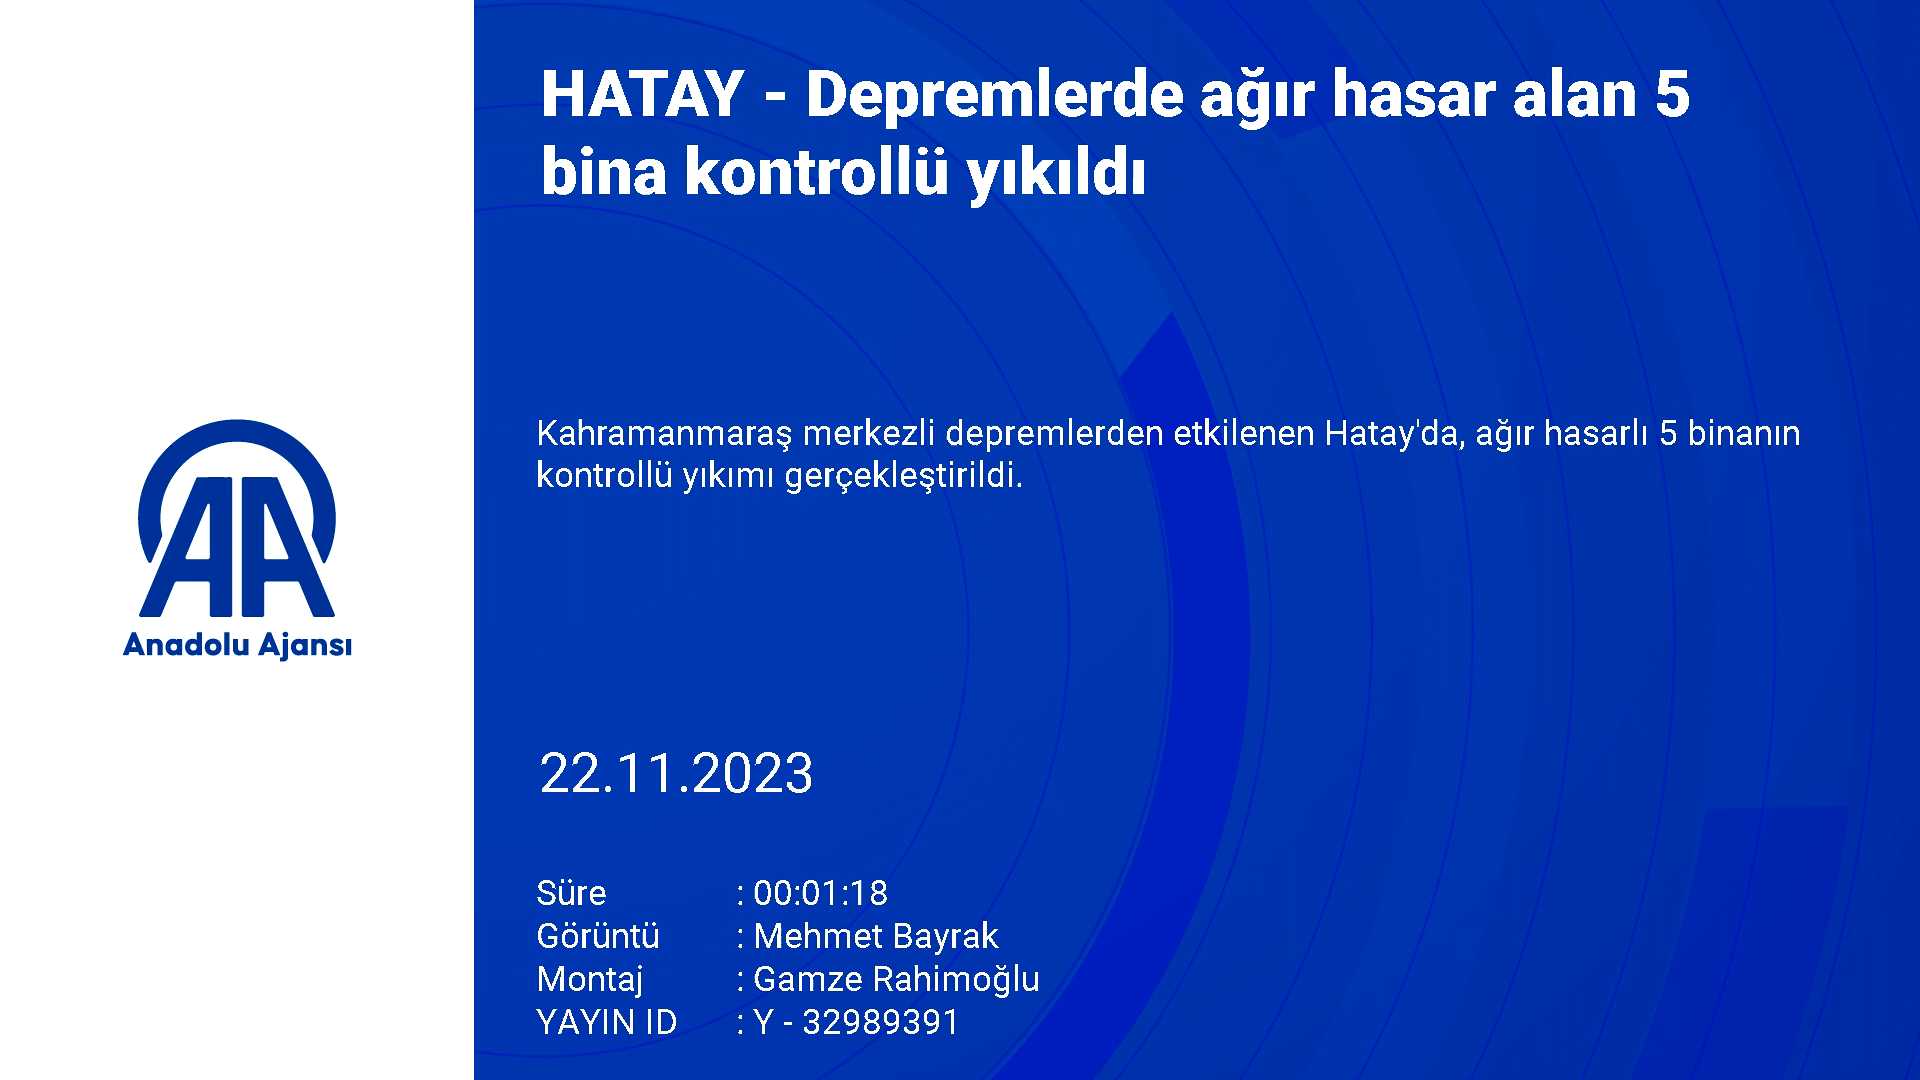 HATAY - Depremlerde ağır hasar alan 5
bina kontrollü yıkıldı
Kahramanmaraş merkezli depremlerden etkilenen Hatay'da, ağır hasarlı 5 binanın
kontrollü yıkımı gerçekleştirildi.
AA
Anadolu Ajansı
22.11.2023
Süre : 00:01:18
Görüntü : Mehmet Bayrak
Montaj : Gamze Rahimoğlu
YAYIN ID : Y - 32989391